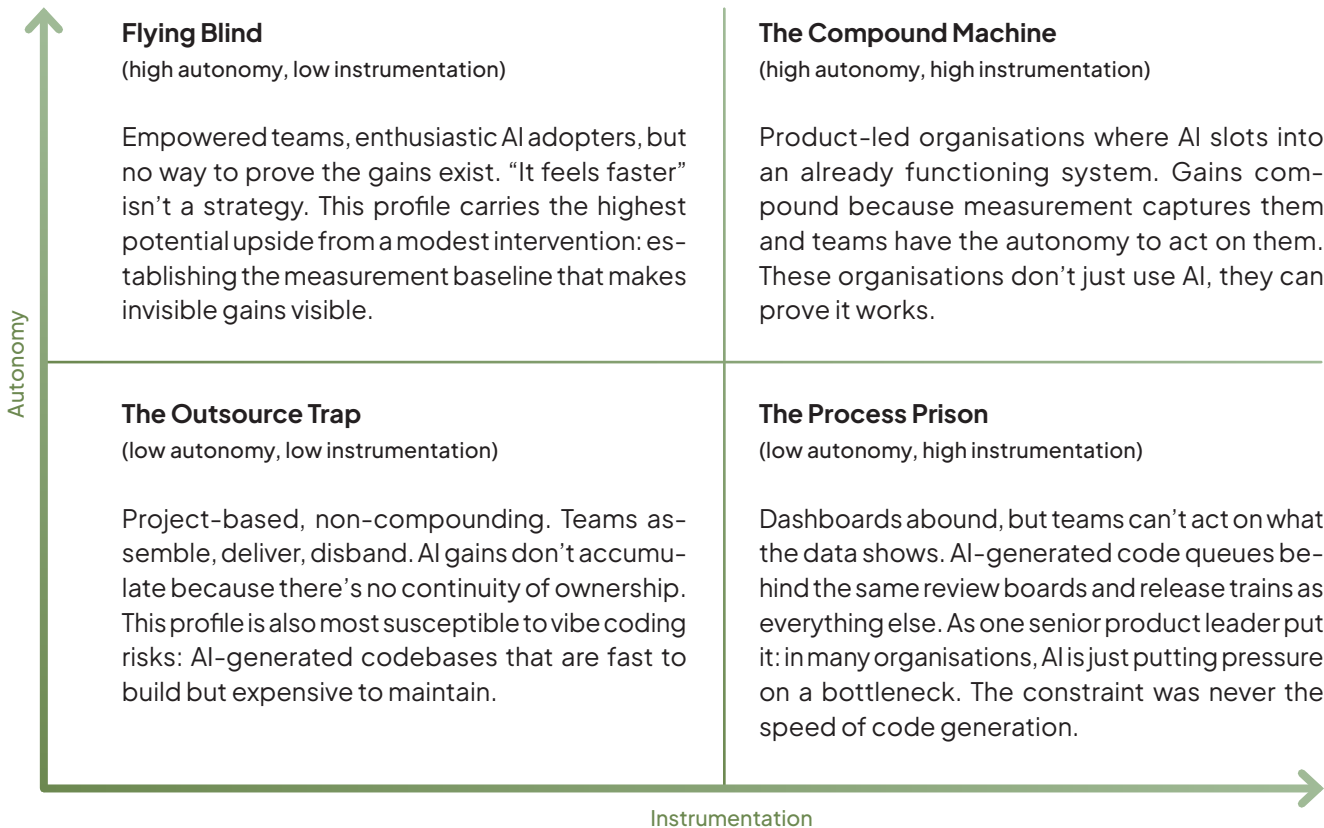 Flying Blind
(high autonomy, low instrumentation)
Empowered teams, enthusiastic AI adopters, but
no way to prove the gains exist. “It feels faster”
isn’t a strategy. This profile carries the highest
potential upside from a modest intervention: es-
tablishing the measurement baseline that makes
invisible gains visible.
The Compound Machine
(high autonomy, high instrumentation)
Product-led organisations where AI slots into
an already functioning system. Gains com-
pound because measurement captures them
and teams have the autonomy to act on them.
These organisations don’t just use AI, they can
prove it works.
Autonomy
The Outsource Trap
(low autonomy, low instrumentation)
Project-based, non-compounding. Teams as-
semble, deliver, disband. AI gains don’t accumu-
late because there’s no continuity of ownership.
This profile is also most susceptible to vibe coding
risks: AI-generated codebases that are fast to
build but expensive to maintain.
The Process Prison
(low autonomy, high instrumentation)
Dashboards abound, but teams can’t act on what
the data shows. AI-generated code queues be-
hind the same review boards and release trains as
everything else. As one senior product leader put
it: in many organisations, AI is just putting pressure
on a bottleneck. The constraint was never the
speed of code generation.
Instrumentation